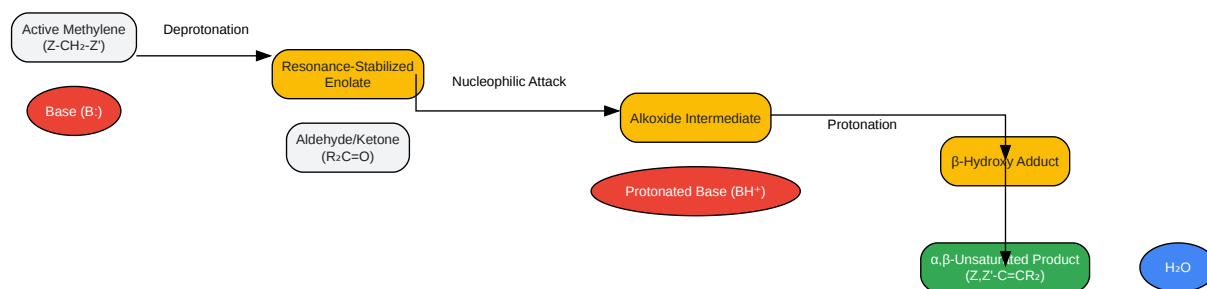 Active Methylene
(Z-CH₂-Z')
Deprotonation
Base (B:)
Resonance-Stabilized
Enolate
Nucleophilic Attack
Aldehyde/Ketone
(R₂C=O)
Alkoxide Intermediate
Protonation
Protonated Base (BH⁺)
β-Hydroxy Adduct
α,β-Unsaturated Product
(Z,Z'-C=CR₂)
H₂O